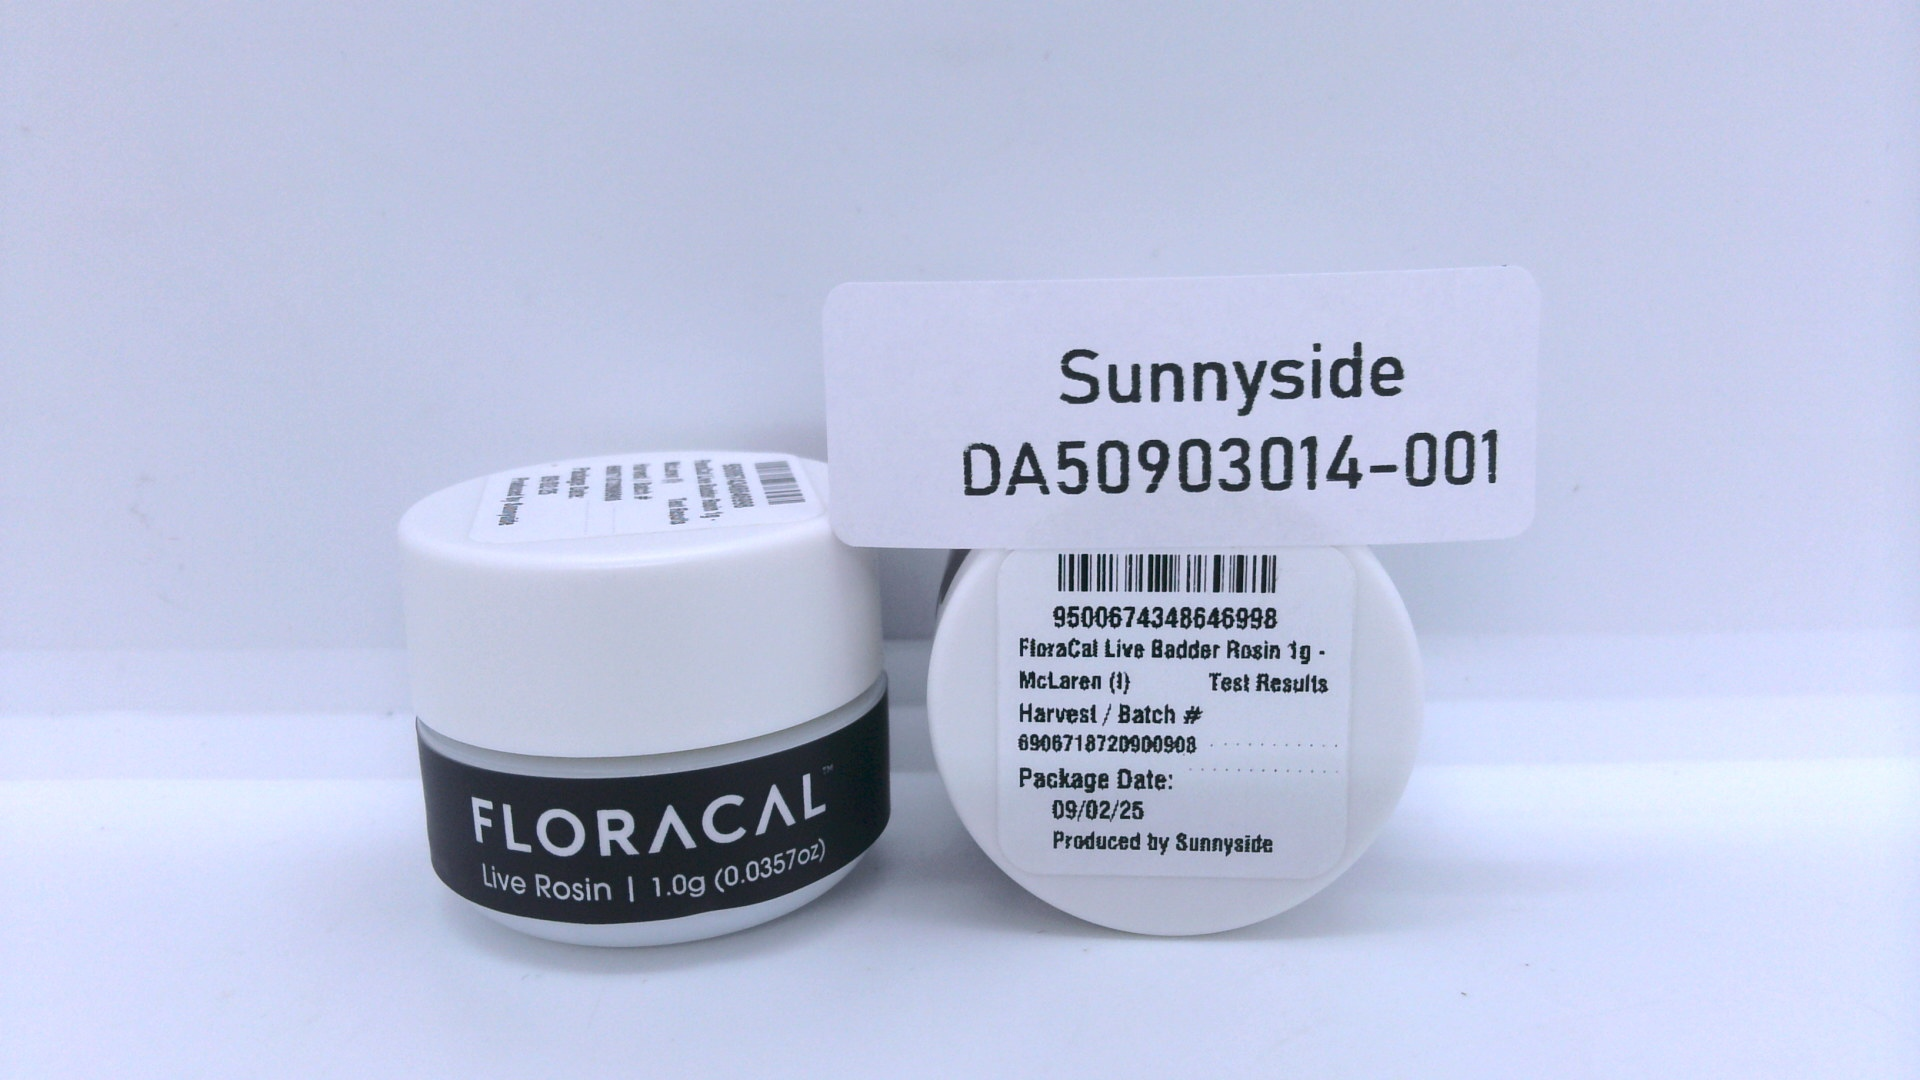 Sunnyside
DA50903014-001
9500674348646998
FloraCal Live Badder Rosin 1g -
McLaren (I) Test Results
Harvest / Batch #
6906718720900908
Package Date:
09/02/25
Produced by Sunnyside
FLORACAL™
Live Rosin | 1.0g (0.0357oz)